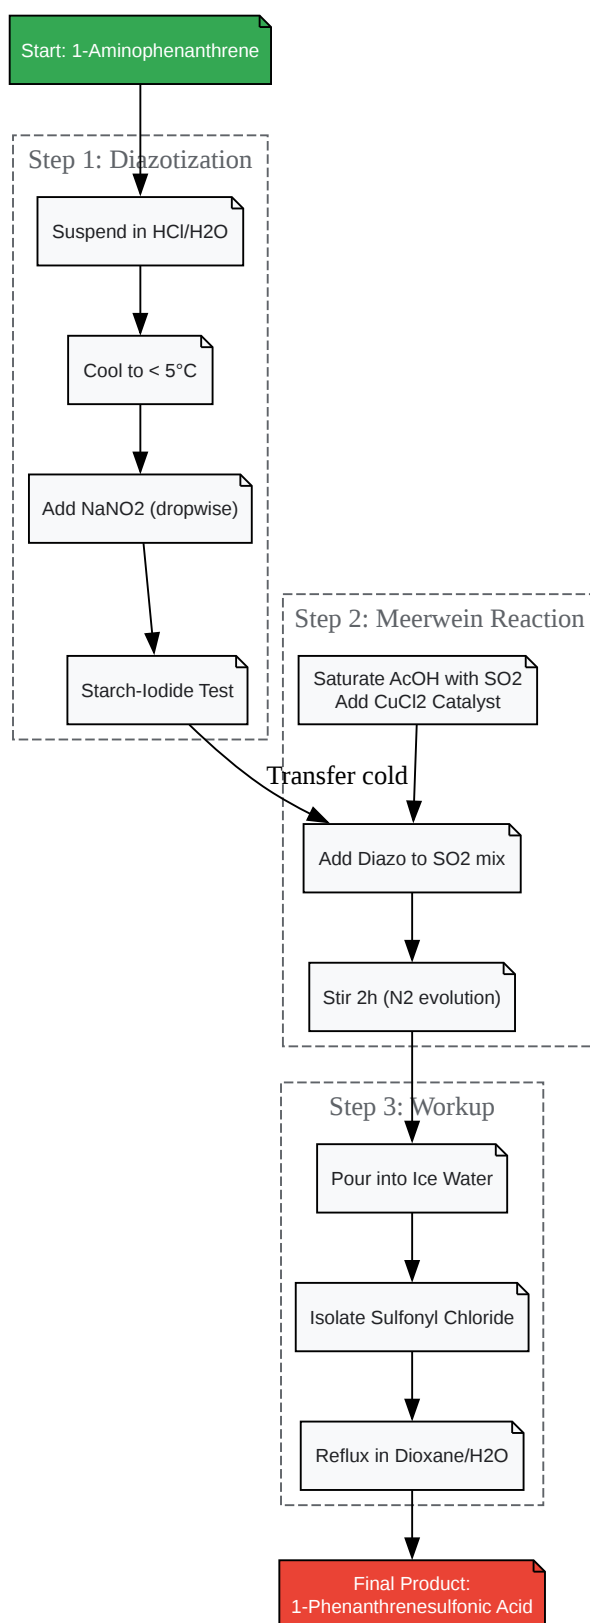 Start: 1-Aminophenanthrene
Step 1: Diazotization
Suspend in HCl/H2O
Cool to < 5°C
Add NaNO2 (dropwise)
Starch-Iodide Test
Step 2: Meerwein Reaction
Saturate AcOH with SO2
Add CuCl2 Catalyst
Transfer cold
Add Diazo to SO2 mix
Stir 2h (N2 evolution)
Step 3: Workup
Pour into Ice Water
Isolate Sulfonyl Chloride
Reflux in Dioxane/H2O
Final Product:
1-Phenanthrenesulfonic Acid